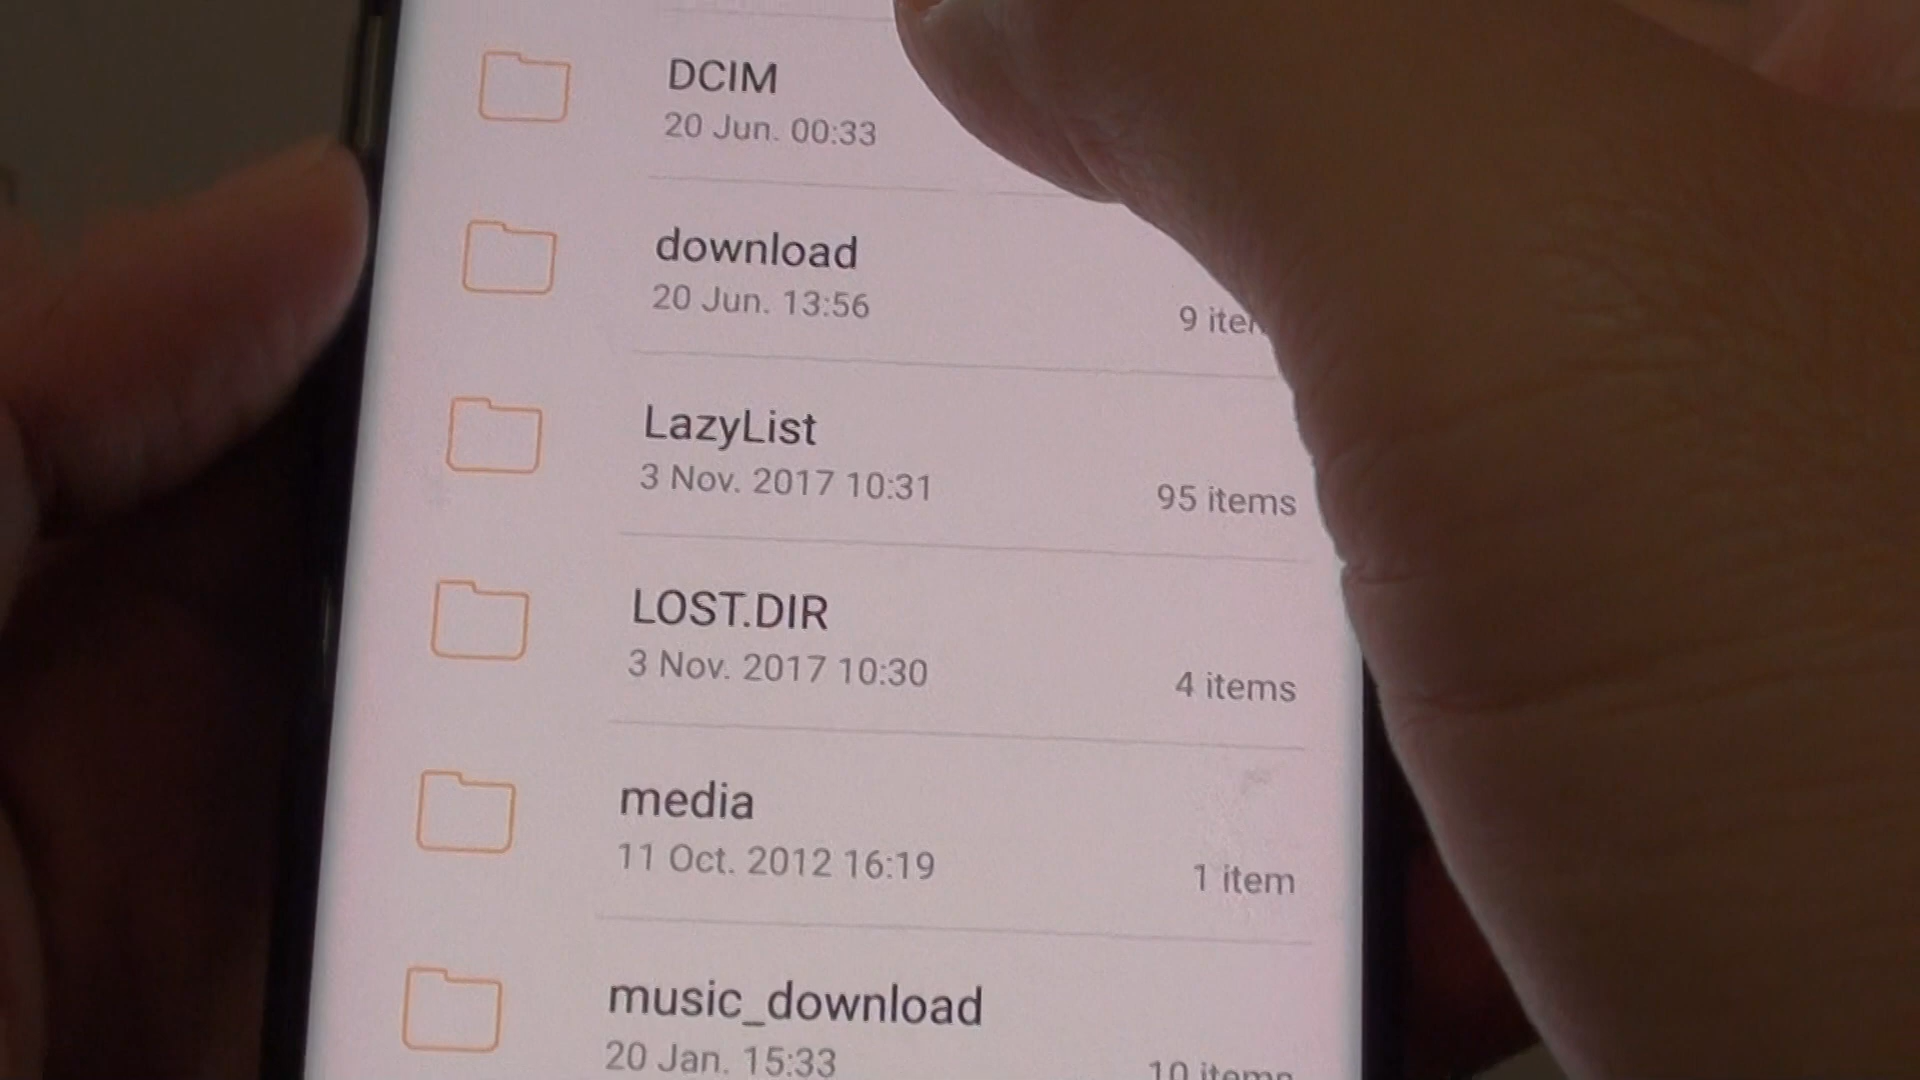 DCIM
20 Jun. 00:33
download
20 Jun. 13:56
9
LazyList
3 Nov. 2017 10:31
95 items
LOST.DIR
3 Nov. 2017 10:30
4 items
media
11 Oct. 2012 16:19
1 item
music_download
20 Jan. 15:33
10 items